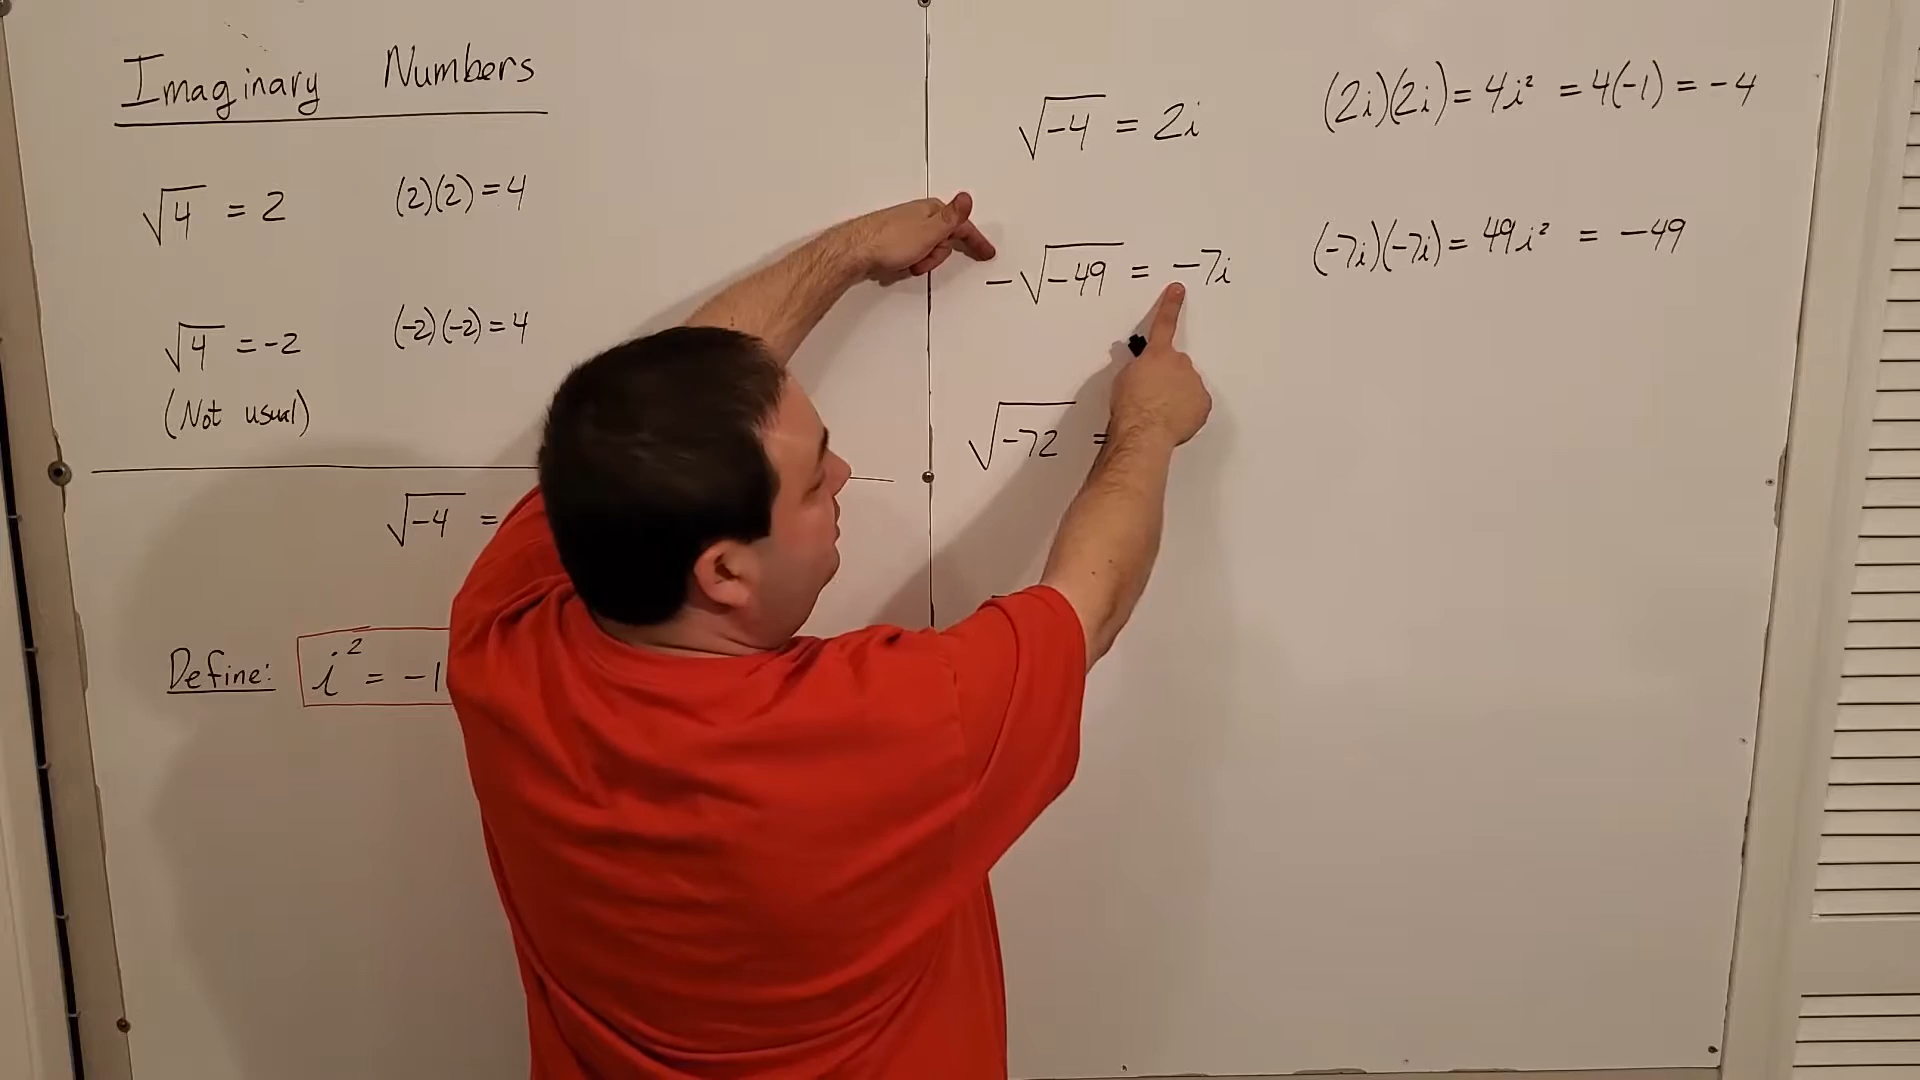 Imaginary Numbers
√4 = 2 (2)(2) = 4
√4 = -2 (-2)(-2) = 4
(Not usual)
√-4 =
Define: i² = -1
√-4 = 2i (2i)(2i) = 4i² = 4(-1) = -4
-√-49 = -7i (-7i)(-7i) = 49i² = -49
√-72 =